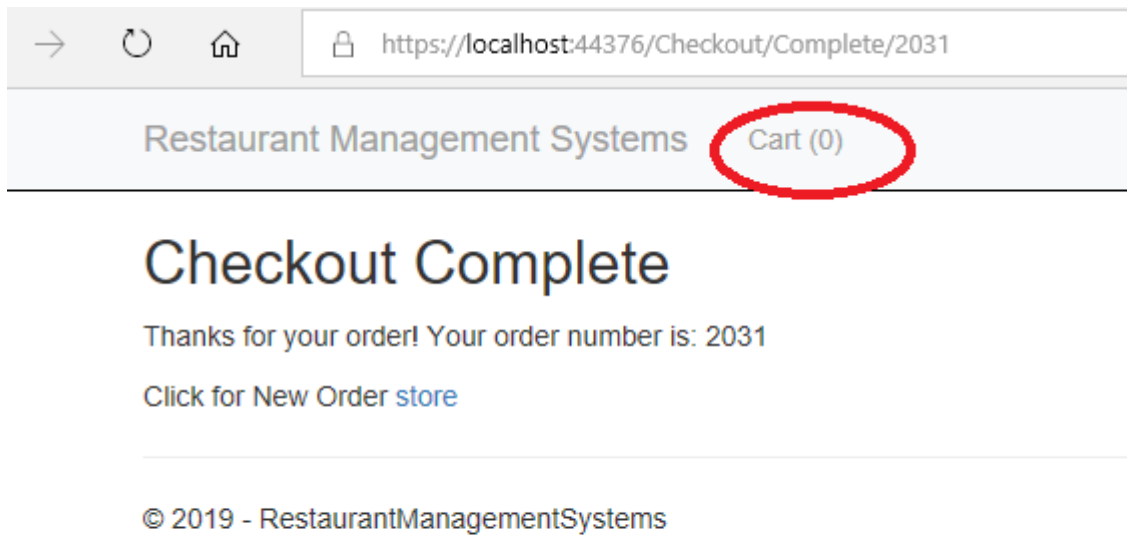 https://localhost:44376/Checkout/Complete/2031
Restaurant Management Systems Cart (0)
Checkout Complete
Thanks for your order! Your order number is: 2031
Click for New Order store
© 2019 - RestaurantManagementSystems